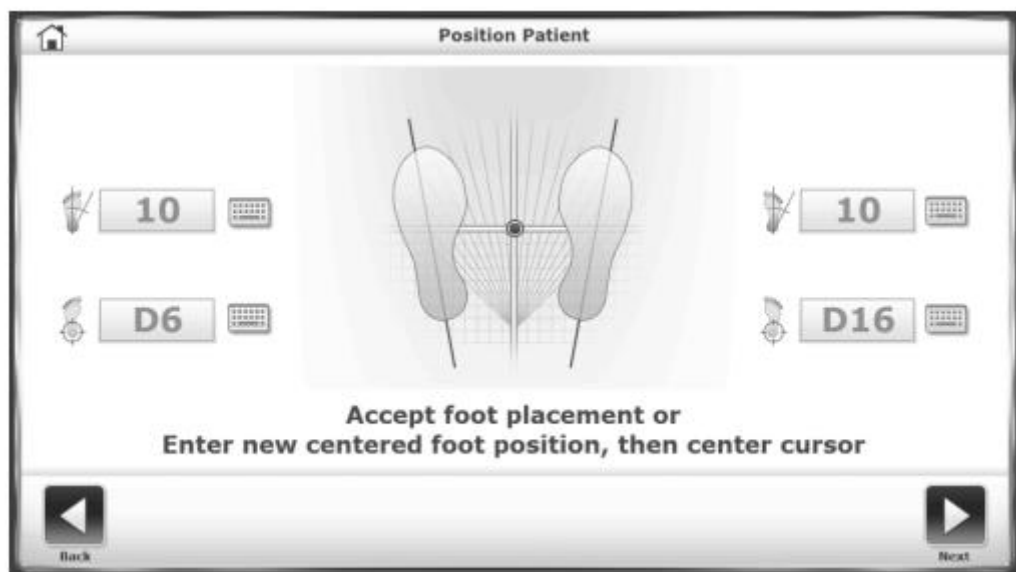 Position Patient
10
10
D6
D16
Accept foot placement or
Enter new centered foot position, then center cursor
Back
Next